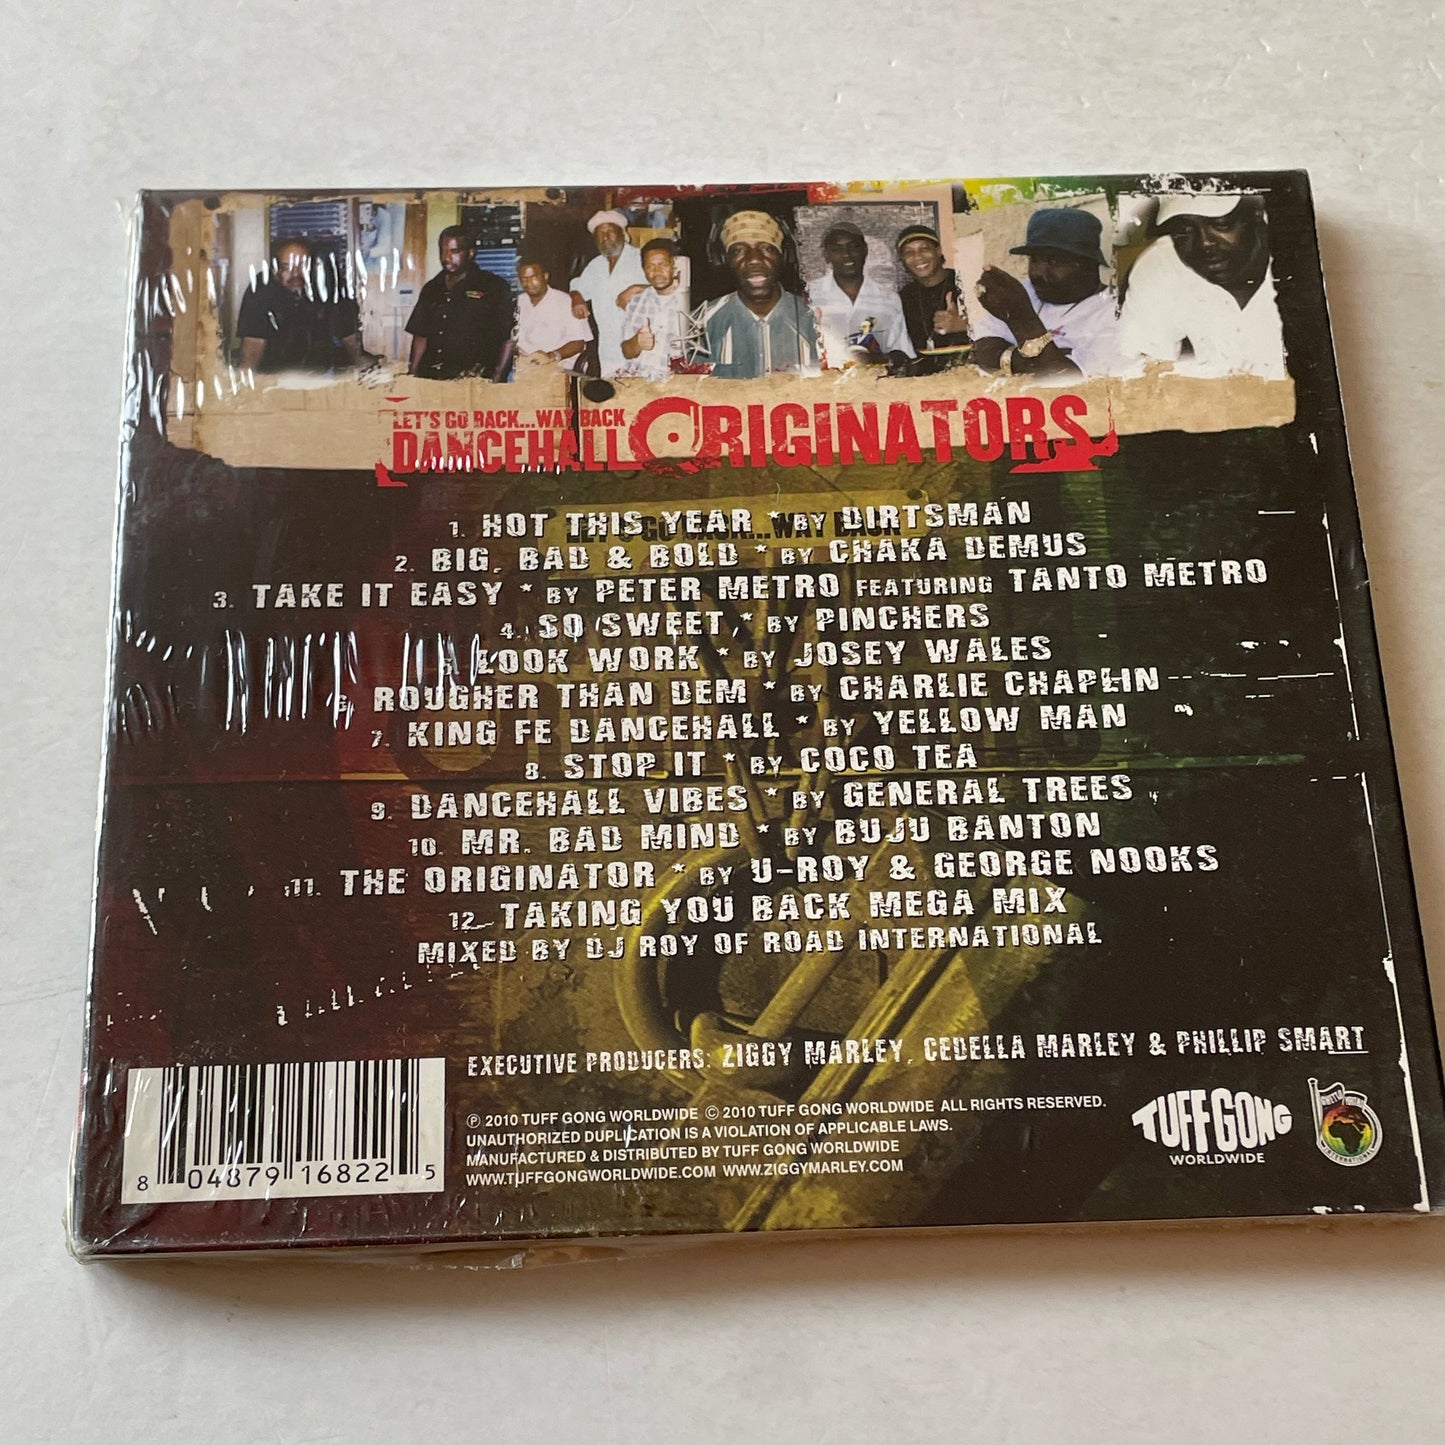 LET'S GO BACK...WAY BACK
DANCEHALL ORIGINATORS
1. HOT THIS YEAR * BY DIRTSMAN
2. BIG, BAD & BOLD * BY CHAKA DEMUS
3. TAKE IT EASY * BY PETER METRO FEATURING TANTO METRO
4. SO SWEET * BY PINCHERS
LOOK WORK * BY JOSEY WALES
6. ROUGHER THAN DEM * BY CHARLIE CHAPLIN
7. KING FE DANCEHALL * BY YELLOW MAN
8. STOP IT * BY COCO TEA
9. DANCEHALL VIBES * BY GENERAL TREES
10. MR. BAD MIND * BY BUJU BANTON
11. THE ORIGINATOR * BY U-ROY & GEORGE NOOKS
12. TAKING YOU BACK MEGA MIX
MIXED BY DJ ROY OF ROAD INTERNATIONAL
EXECUTIVE PRODUCERS: ZIGGY MARLEY, CEDELLA MARLEY & PHILLIP SMART
℗ 2010 TUFF GONG WORLDWIDE © 2010 TUFF GONG WORLDWIDE ALL RIGHTS RESERVED.
UNAUTHORIZED DUPLICATION IS A VIOLATION OF APPLICABLE LAWS.
MANUFACTURED & DISTRIBUTED BY TUFF GONG WORLDWIDE
WWW.TUFFGONGWORLDWIDE.COM WWW.ZIGGYMARLEY.COM
8 04879 16822 5
TUFF GONG
WORLDWIDE
INTERNATIONAL